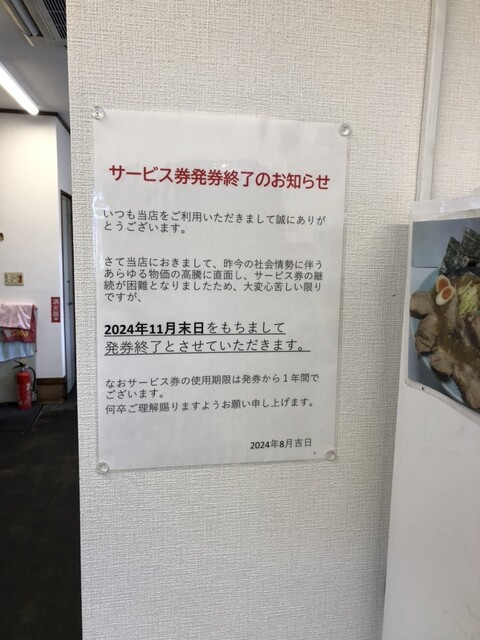 サービス券発券終了のお知らせ
いつも当店をご利用いただきまして誠にありが
とうございます。
さて当店におきまして、昨今の社会情勢に伴う
あらゆる物価の高騰に直面し、サービス券の継
続が困難となりましたため、大変心苦しい限り
ですが、
2024年11月末日をもちまして
発券終了とさせていただきます。
なおサービス券の使用期限は発券から１年間で
ございます。
何卒ご理解賜りますようお願い申し上げます。
2024年8月吉日
消火器